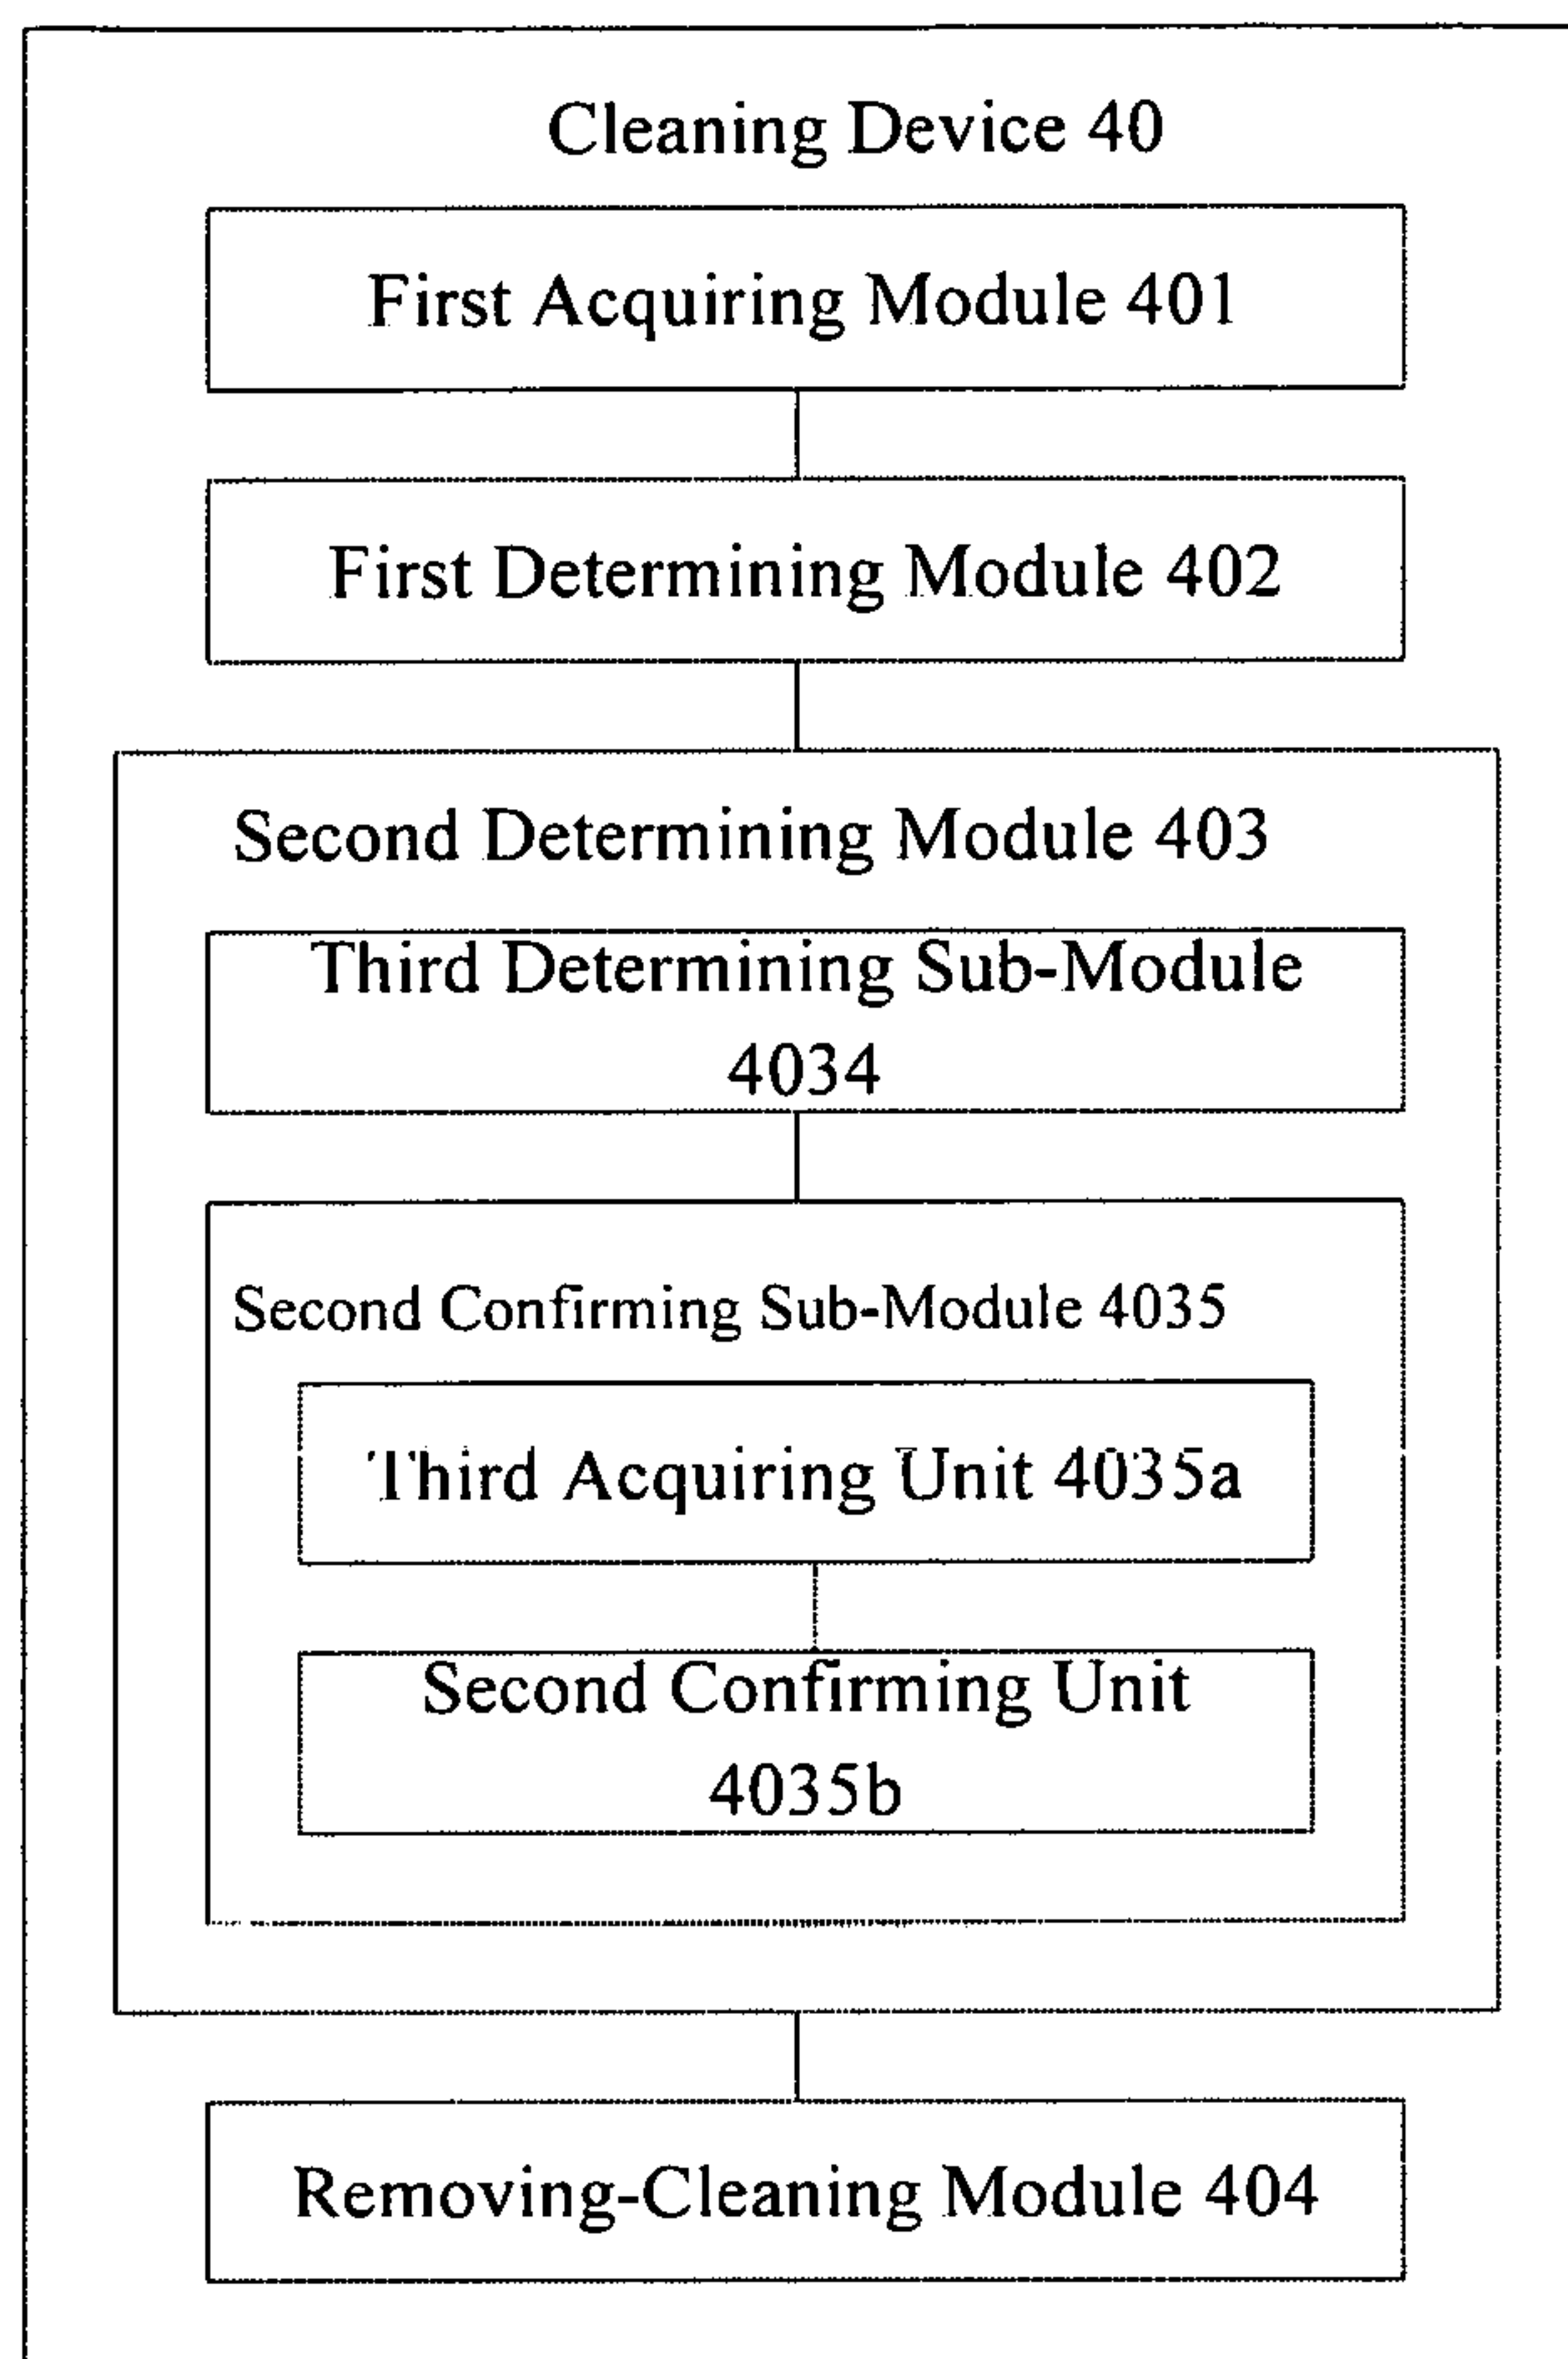 Cleaning Device 40
First Acquiring Module 401
First Determining Module 402
Second Determining Module 403
Third Determining Sub-Module
4034
Second Confirming Sub-Module 4035
Third Acquiring Unit 4035a
Second Confirming Unit
4035b
Removing-Cleaning Module 404